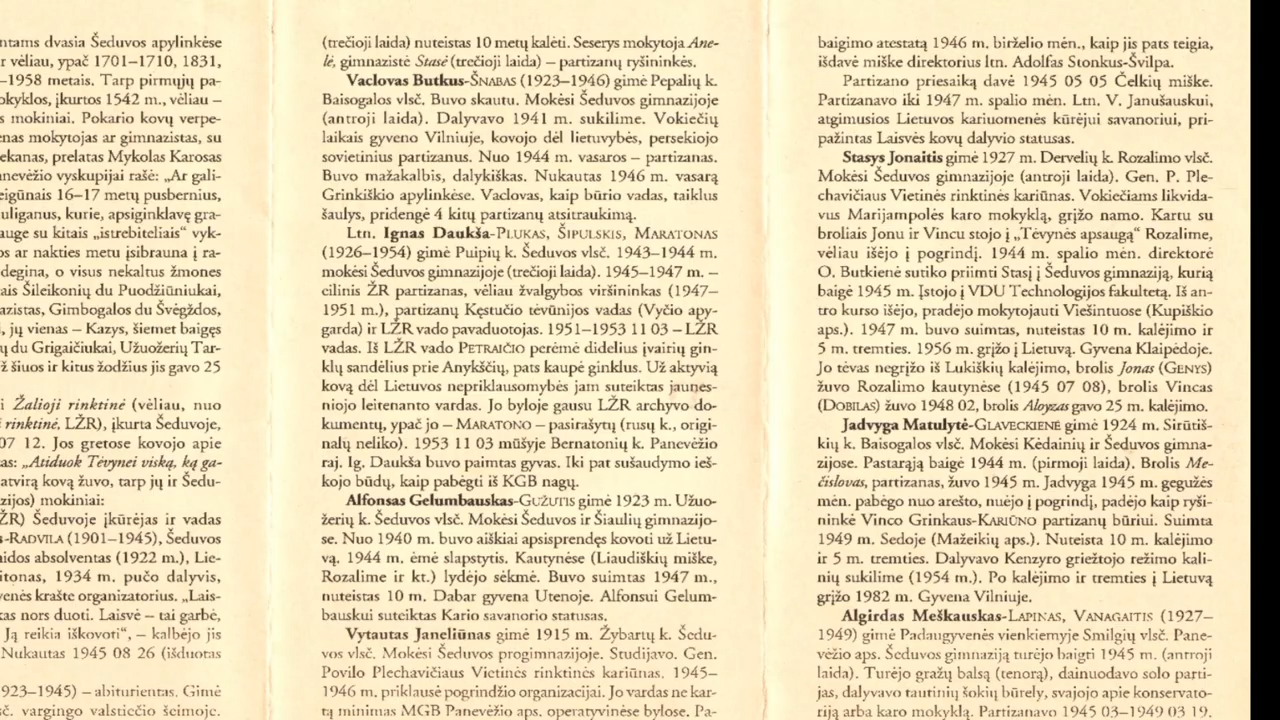 ntams dvasia Šeduvos apylinkėse
r vėliau, ypač 1701–1710, 1831,
–1958 metais. Tarp pirmųjų pa-
okyklos, įkurtos 1542 m., vėliau –
s mokiniai. Pokario kovų verpe-
enas mokytojas ar gimnazistas, su
ekanas, prelatas Mykolas Karosas
anevėžio vyskupijai rašė: „Ar gali-
eigūnais 16–17 metų pusbernius,
uliganus, kurie, apsiginklavę gra-
auge su kitais „istrebiteliais“ vyk-
os ar nakties metu įsibrauna į ra-
degina, o visus nekaltus žmones
ais Šileikonių du Puodžiūniukai,
azistas, Gimbogalos du Švėgždos,
, jų vienas – Kazys, šiemet baigęs
ų du Grigaičiukai, Užuožerių Tar-
ž šiuos ir kitus žodžius jis gavo 25
i Žalioji rinktinė (vėliau, nuo
rinktinė, LŽR), įkurta Šeduvoje,
07 12. Jos gretose kovojo apie
as: „Atiduok Tėvynei viską, ką ga-
atvirą kovą žuvo, tarp jų ir Šedu-
zijos) mokiniai:
ŽR) Šeduvoje įkūrėjas ir vadas
s-RADVILA (1901–1945), Šeduvos
nidos absolventas (1922 m.), Lie-
itonas, 1934 m. pučo dalyvis,
venės krašte organizatorius. „Lais-
kas nors duoti. Laisvė – tai garbė,
Ją reikia iškovoti“, – kalbėjo jis
Nukautas 1945 08 26 (išduotas
923–1945) – abiturientas. Gimė
sč. vargingo valstiečio šeimoje.
(trečioji laida) nuteistas 10 metų kalėti. Seserys mokytoja Ane-
lė, gimnazistė Stasė (trečioji laida) – partizanų ryšininkės.
Vaclovas Butkus-ŠNABAS (1923–1946) gimė Pepalių k.
Baisogalos vlsč. Buvo skautu. Mokėsi Šeduvos gimnazijoje
(antroji laida). Dalyvavo 1941 m. sukilime. Vokiečių
laikais gyveno Vilniuje, kovojo dėl lietuvybės, persekiojo
sovietinius partizanus. Nuo 1944 m. vasaros – partizanas.
Buvo mažakalbis, dalykiškas. Nukautas 1946 m. vasarą
Grinkiškio apylinkėse. Vaclovas, kaip būrio vadas, taiklus
šaulys, pridengė 4 kitų partizanų atsitraukimą.
Ltn. Ignas Daukša-PLUKAS, ŠIPULSKIS, MARATONAS
(1926–1954) gimė Puipių k. Šeduvos vlsč. 1943–1944 m.
mokėsi Šeduvos gimnazijoje (trečioji laida). 1945–1947 m. –
eilinis ŽR partizanas, vėliau žvalgybos viršininkas (1947–
1951 m.), partizanų Kęstučio tėvūnijos vadas (Vyčio apy-
garda) ir LŽR vado pavaduotojas. 1951–1953 11 03 – LŽR
vadas. Iš LŽR vado PETRAIČIO perėmė didelius įvairių gin-
klų sandėlius prie Anykščių, pats kaupė ginklus. Už aktyvią
kovą dėl Lietuvos nepriklausomybės jam suteiktas jaunes-
niojo leitenanto vardas. Jo byloje gausu LŽR archyvo do-
kumentų, ypač jo – MARATONO – pasirašytų (rusų k., origi-
nalų neliko). 1953 11 03 mūšyje Bernatonių k. Panevėžio
raj. Ig. Daukša buvo paimtas gyvas. Iki pat sušaudymo ieš-
kojo būdų, kaip pabėgti iš KGB nagų.
Alfonsas Gelumbauskas-GUŽUTIS gimė 1923 m. Užuo-
žerių k. Šeduvos vlsč. Mokėsi Šeduvos ir Šiaulių gimnazijo-
se. Nuo 1940 m. buvo aiškiai apsisprendęs kovoti už Lietu-
vą. 1944 m. ėmė slapstytis. Kautynėse (Liaudiškių miške,
Rozalime ir kt.) lydėjo sėkmė. Buvo suimtas 1947 m.,
nuteistas 10 m. Dabar gyvena Utenoje. Alfonsui Gelum-
bauskui suteiktas Kario savanorio statusas.
Vytautas Janeliūnas gimė 1915 m. Žybartų k. Šedu-
vos vlsč. Mokėsi Šeduvos progimnazijoje. Studijavo. Gen.
Povilo Plechavičiaus Vietinės rinktinės kariūnas. 1945–
1946 m. priklausė pogrindžio organizacijai. Jo vardas ne kar-
tą minimas MGB Panevėžio aps. operatyvinėse bylose. Pa-
baigimo atestatą 1946 m. birželio mėn., kaip jis pats teigia,
išdavė miške direktorius ltn. Adolfas Stonkus-Švilpa.
Partizano priesaiką davė 1945 05 05 Čelkių miške.
Partizanavo iki 1947 m. spalio mėn. Ltn. V. Janušauskui,
atgimusios Lietuvos kariuomenės kūrėjui savanoriui, pri-
pažintas Laisvės kovų dalyvio statusas.
Stasys Jonaitis gimė 1927 m. Dervelių k. Rozalimo vlsč.
Mokėsi Šeduvos gimnazijoje (antroji laida). Gen. P. Ple-
chavičiaus Vietinės rinktinės kariūnas. Vokiečiams likvida-
vus Marijampolės karo mokyklą, grįžo namo. Kartu su
broliais Jonu ir Vincu stojo į „Tėvynės apsaugą“ Rozalime,
vėliau išėjo į pogrindį. 1944 m. spalio mėn. direktorė
O. Butkienė sutiko priimti Stasį į Šeduvos gimnaziją, kurią
baigė 1945 m. Įstojo į VDU Technologijos fakultetą. Iš an-
tro kurso išėjo, pradėjo mokytojauti Viešintuose (Kupiškio
aps.). 1947 m. buvo suimtas, nuteistas 10 m. kalėjimo ir
5 m. tremties. 1956 m. grįžo į Lietuvą. Gyvena Klaipėdoje.
Jo tėvas negrįžo iš Lukiškių kalėjimo, brolis Jonas (GENYS)
žuvo Rozalimo kautynėse (1945 07 08), brolis Vincas
(DOBILAS) žuvo 1948 02, brolis Aloyzas gavo 25 m. kalėjimo.
Jadvyga Matulytė-GLAVECKIENĖ gimė 1924 m. Sirūtiš-
kių k. Baisogalos vlsč. Mokėsi Kėdainių ir Šeduvos gimna-
zijose. Pastarąją baigė 1944 m. (pirmoji laida). Brolis Me-
čislovas, partizanas, žuvo 1945 m. Jadvyga 1945 m. gegužės
mėn. pabėgo nuo arešto, nuėjo į pogrindį, padėjo kaip ryši-
ninkė Vinco Grinkaus-KARIŪNO partizanų būriui. Suimta
1949 m. Sedoje (Mažeikių aps.). Nuteista 10 m. kalėjimo
ir 5 m. tremties. Dalyvavo Kenzyro griežtojo režimo kali-
nių sukilime (1954 m.). Po kalėjimo ir tremties į Lietuvą
grįžo 1982 m. Gyvena Vilniuje.
Algirdas Meškauskas-LAPINAS, VANAGAITIS (1927–
1949) gimė Padaugyvenės vienkiemyje Smilgių vlsč. Pane-
vėžio aps. Šeduvos gimnaziją turėjo baigti 1945 m. (antroji
laida). Turėjo gražų balsą (tenorą), dainuodavo solo parti-
jas, dalyvavo tautinių šokių būrely, svajojo apie konservato-
riją arba karo mokyklą. Partizanavo 1945 03–1949 03 19.